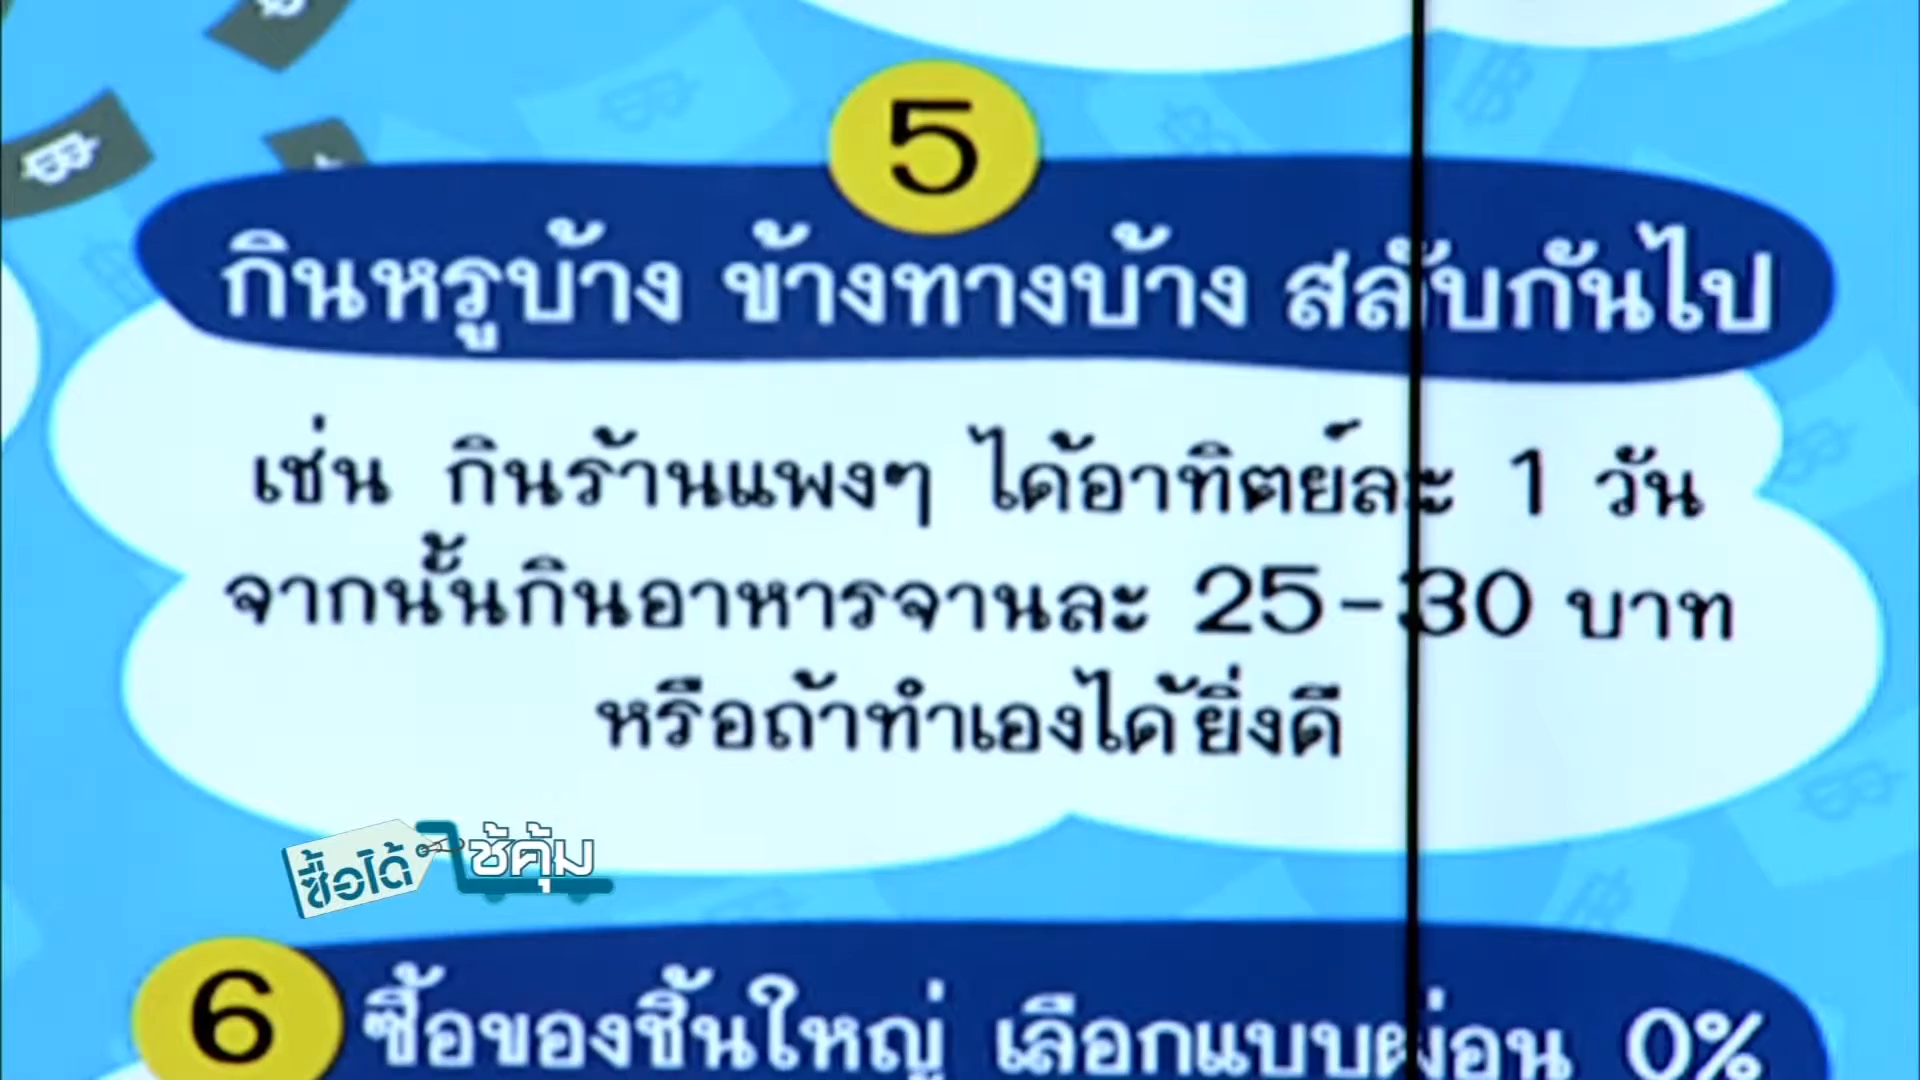 5
กินหรูบ้าง ข้างทางบ้าง สลับกันไป
เช่น กินร้านแพงๆ ได้อาทิตย์ละ 1 วัน
จากนั้นกินอาหารจานละ 25-30 บาท
หรือถ้าทำเองได้ยิ่งดี
ซื้อได้ ใช้คุ้ม
6 ซื้อของชิ้นใหญ่ เลือกแบบผ่อน 0%